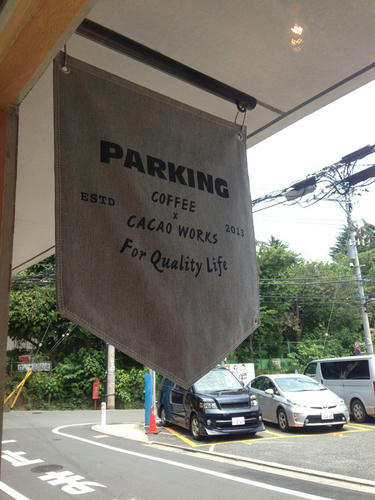 PARKING
COFFEE
ESTD x 2013
CACAO WORKS
For Quality Life